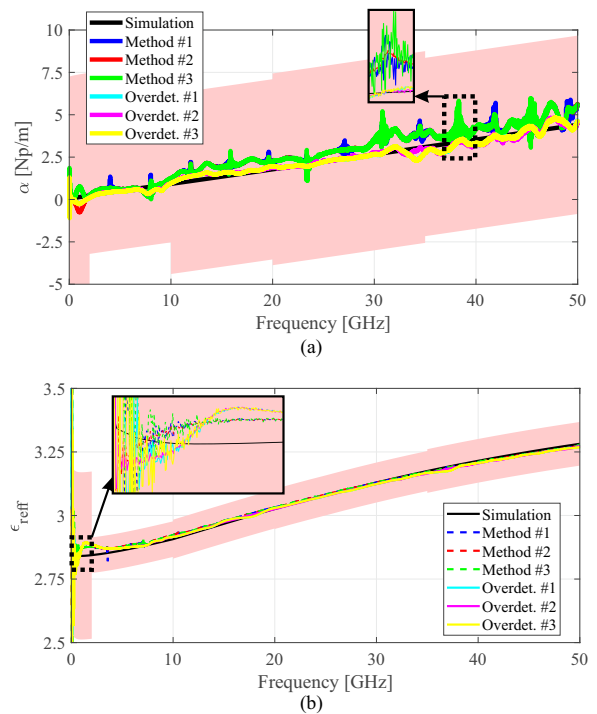 10
7.5
5
2.5
0
-2.5
-5
α [Np/m]
Simulation
Method #1
Method #2
Method #3
Overdet. #1
Overdet. #2
Overdet. #3
0 10 20 30 40 50
Frequency [GHz]
(a)
3.5
3.25
3
2.75
2.5
ϵreff
Simulation
Method #1
Method #2
Method #3
Overdet. #1
Overdet. #2
Overdet. #3
0 10 20 30 40 50
Frequency [GHz]
(b)